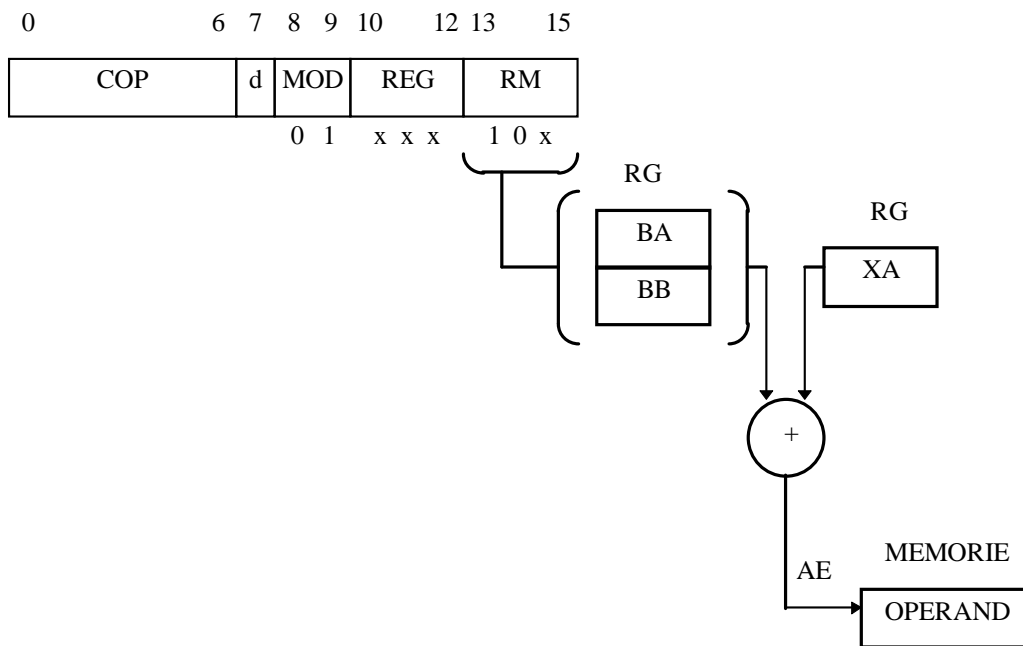 0 6 7 8 9 10 12 13 15
COP d MOD REG RM
0 1 x x x 1 0 x
RG
RG
BA
XA
BB
+
MEMORIE
AE
OPERAND